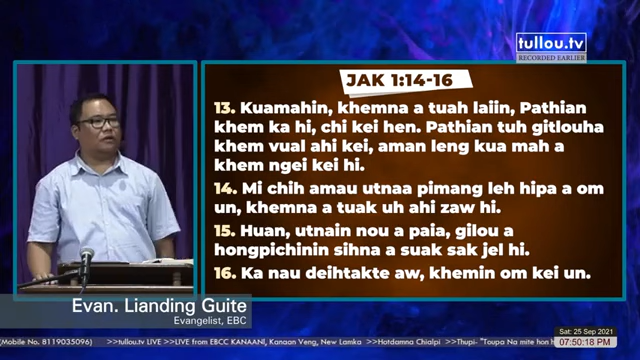 tullou.tv
RECORDED EARLIER
JAK 1:14-16
13. Kuamahin, khemna a tuah laiin, Pathian
khem ka hi, chi kei hen. Pathian tuh gitlouha
khem vual ahi kei, aman leng kua mah a
khem ngei kei hi.
14. Mi chih amau utnaa pimang leh hipa a om
un, khemna a tuak uh ahi zaw hi.
15. Huan, utnain nou a paia, gilou a
hongpichinin sihna a suak sak jel hi.
16. Ka nau deihtakte aw, khemin om kei un.
Evan. Lianding Guite
Evangelist, EBC
Sat: 25 Sep 2021
07:50:18 PM
(Mobile No. 8119035096) >>tullou.tv LIVE >>LIVE from EBCC KANAANI, Kanaan Veng, New Lamka >>Hotdamna Chialpi >>Thupi- "Toupa Na mite hon h